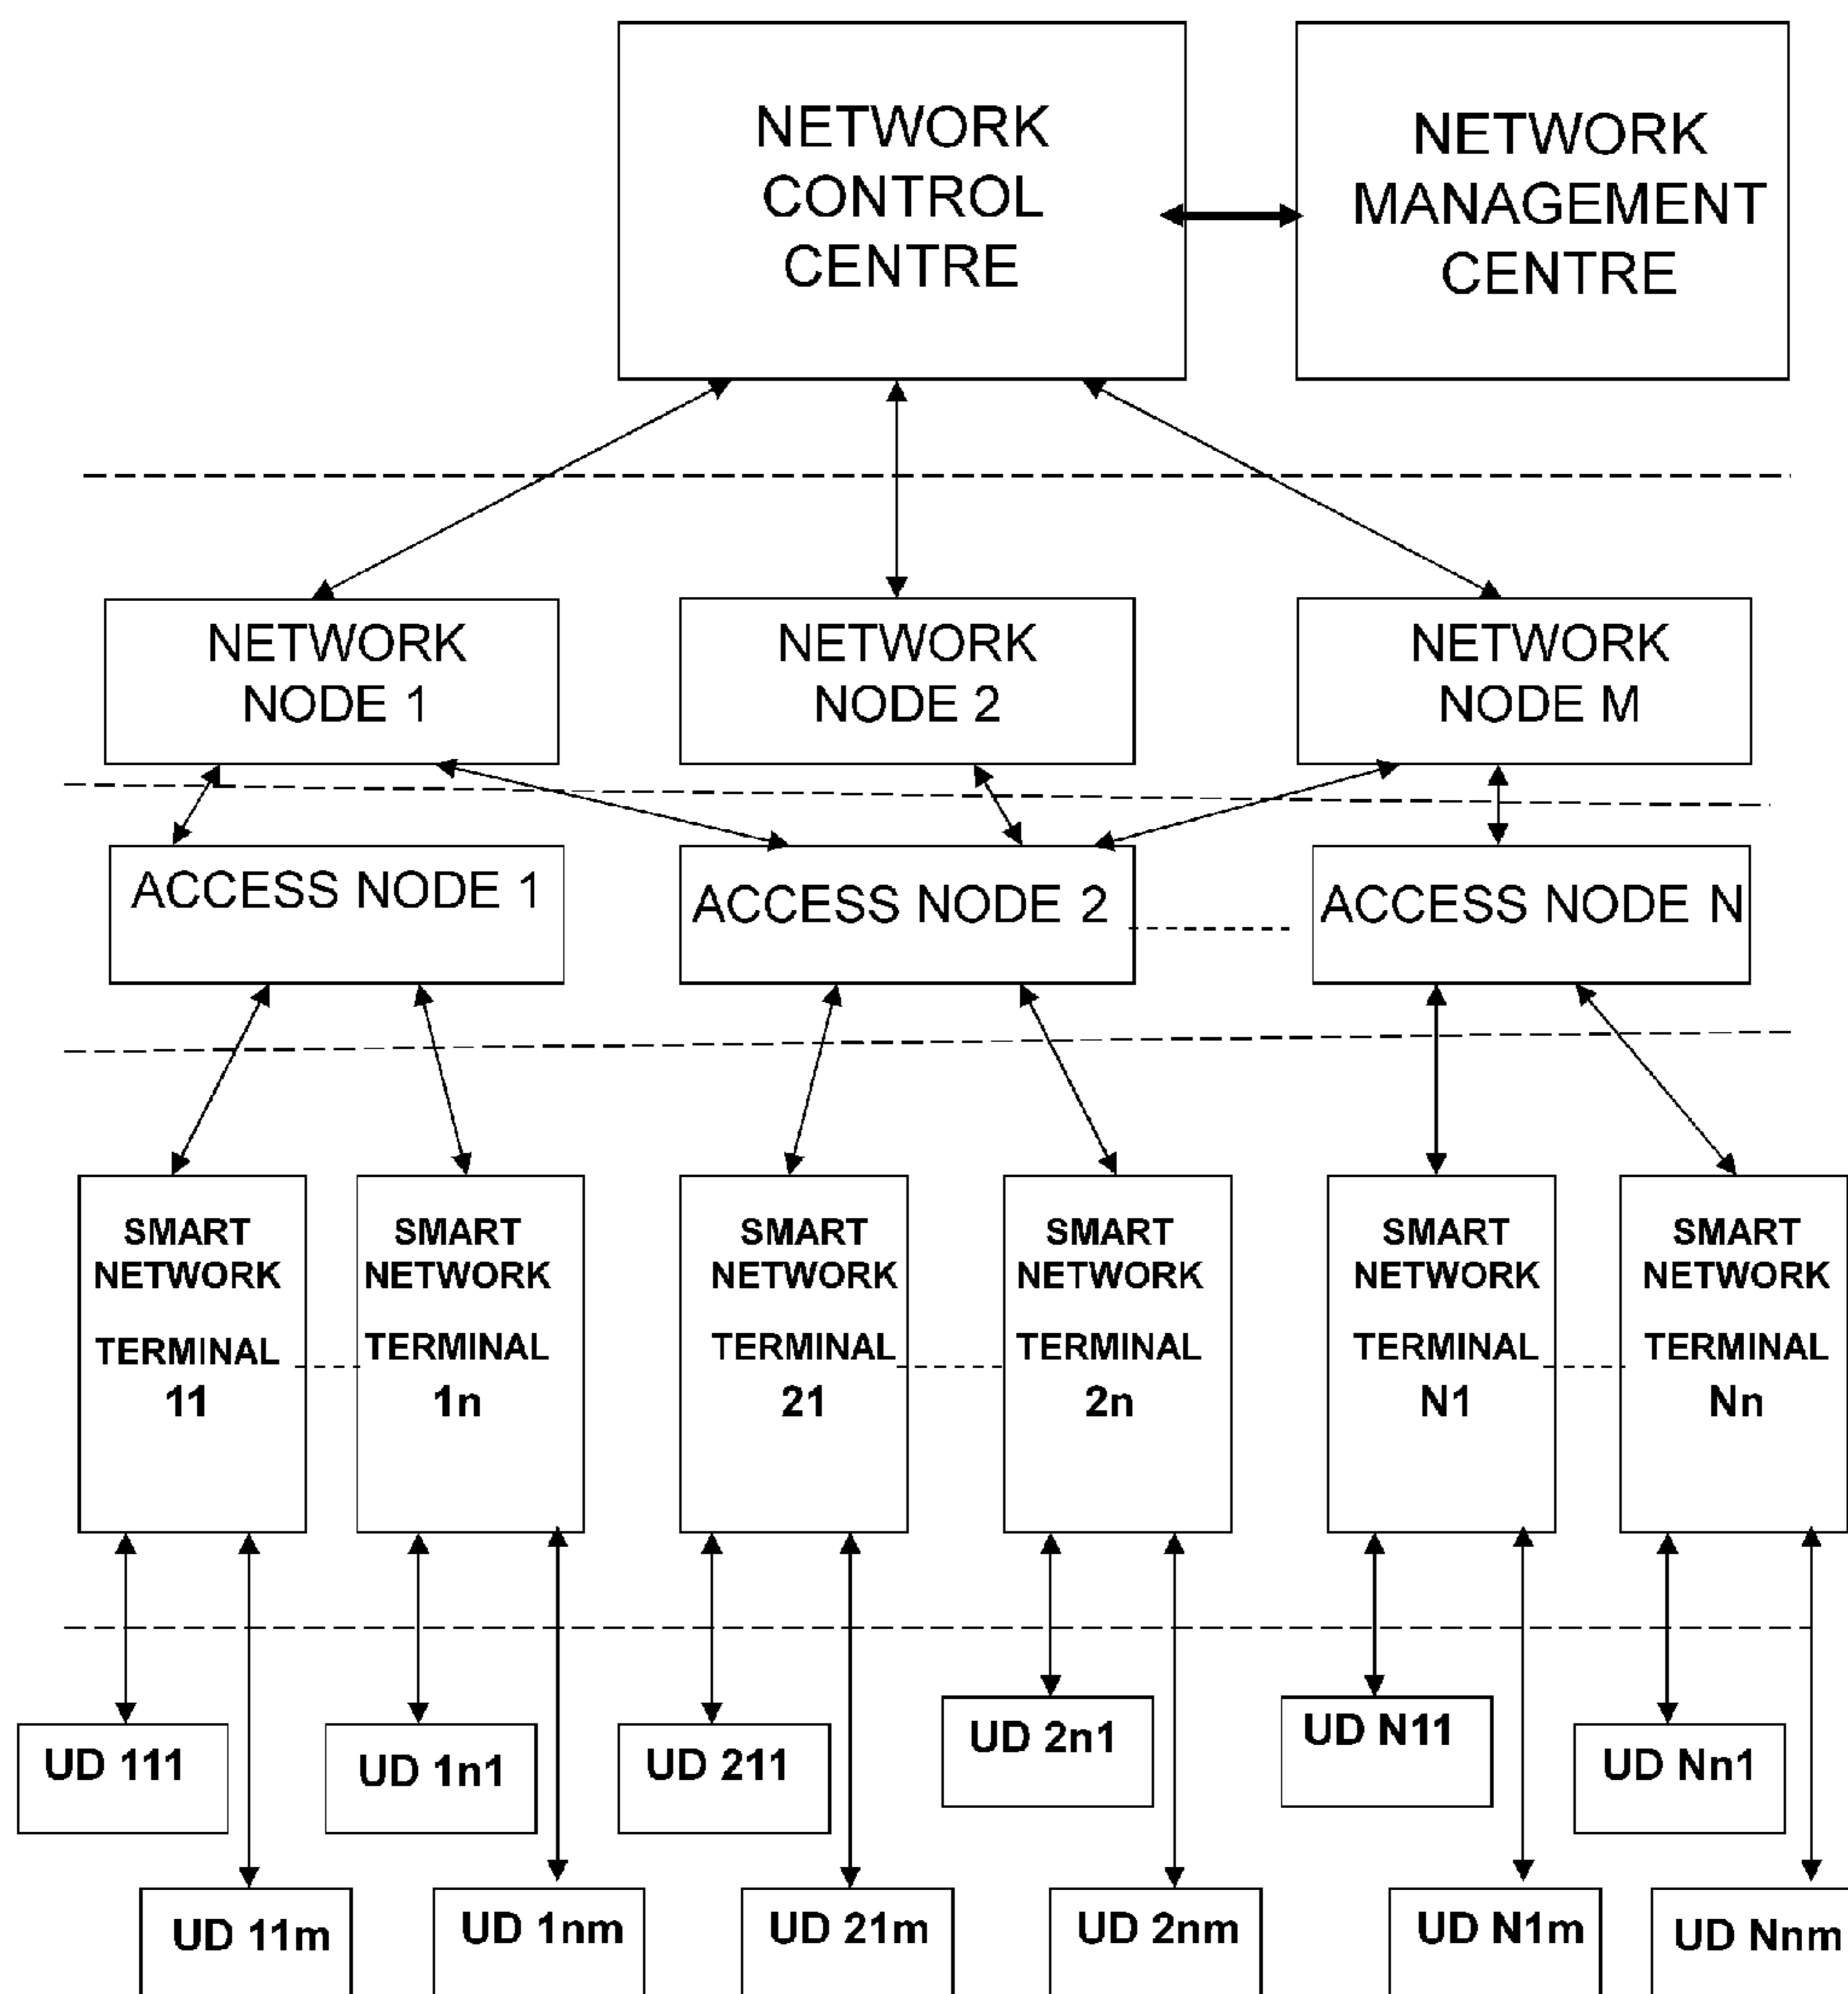 NETWORK
CONTROL
CENTRE
NETWORK
MANAGEMENT
CENTRE
NETWORK
NODE 1
NETWORK
NODE 2
NETWORK
NODE M
ACCESS NODE 1
ACCESS NODE 2
ACCESS NODE N
SMART
NETWORK
TERMINAL
11
SMART
NETWORK
TERMINAL
1n
SMART
NETWORK
TERMINAL
21
SMART
NETWORK
TERMINAL
2n
SMART
NETWORK
TERMINAL
N1
SMART
NETWORK
TERMINAL
Nn
UD 111
UD 1n1
UD 211
UD 2n1
UD N11
UD Nn1
UD 11m
UD 1nm
UD 21m
UD 2nm
UD N1m
UD Nnm